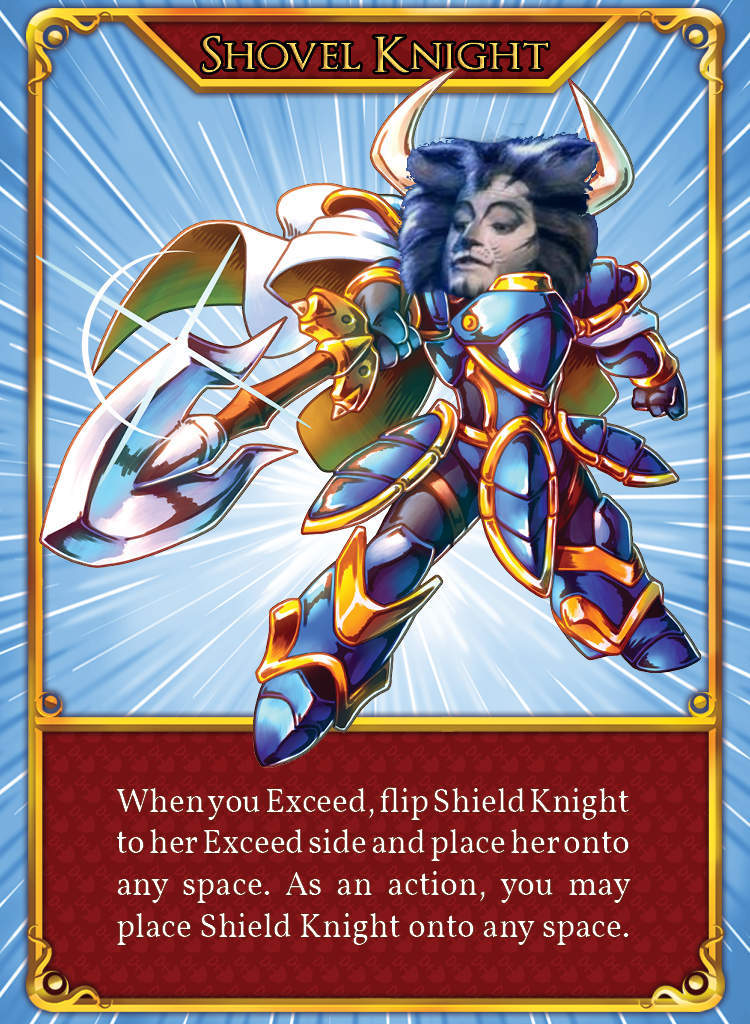 Shovel Knight
When you Exceed, flip Shield Knight
to her Exceed side and place her onto
any space. As an action, you may
place Shield Knight onto any space.